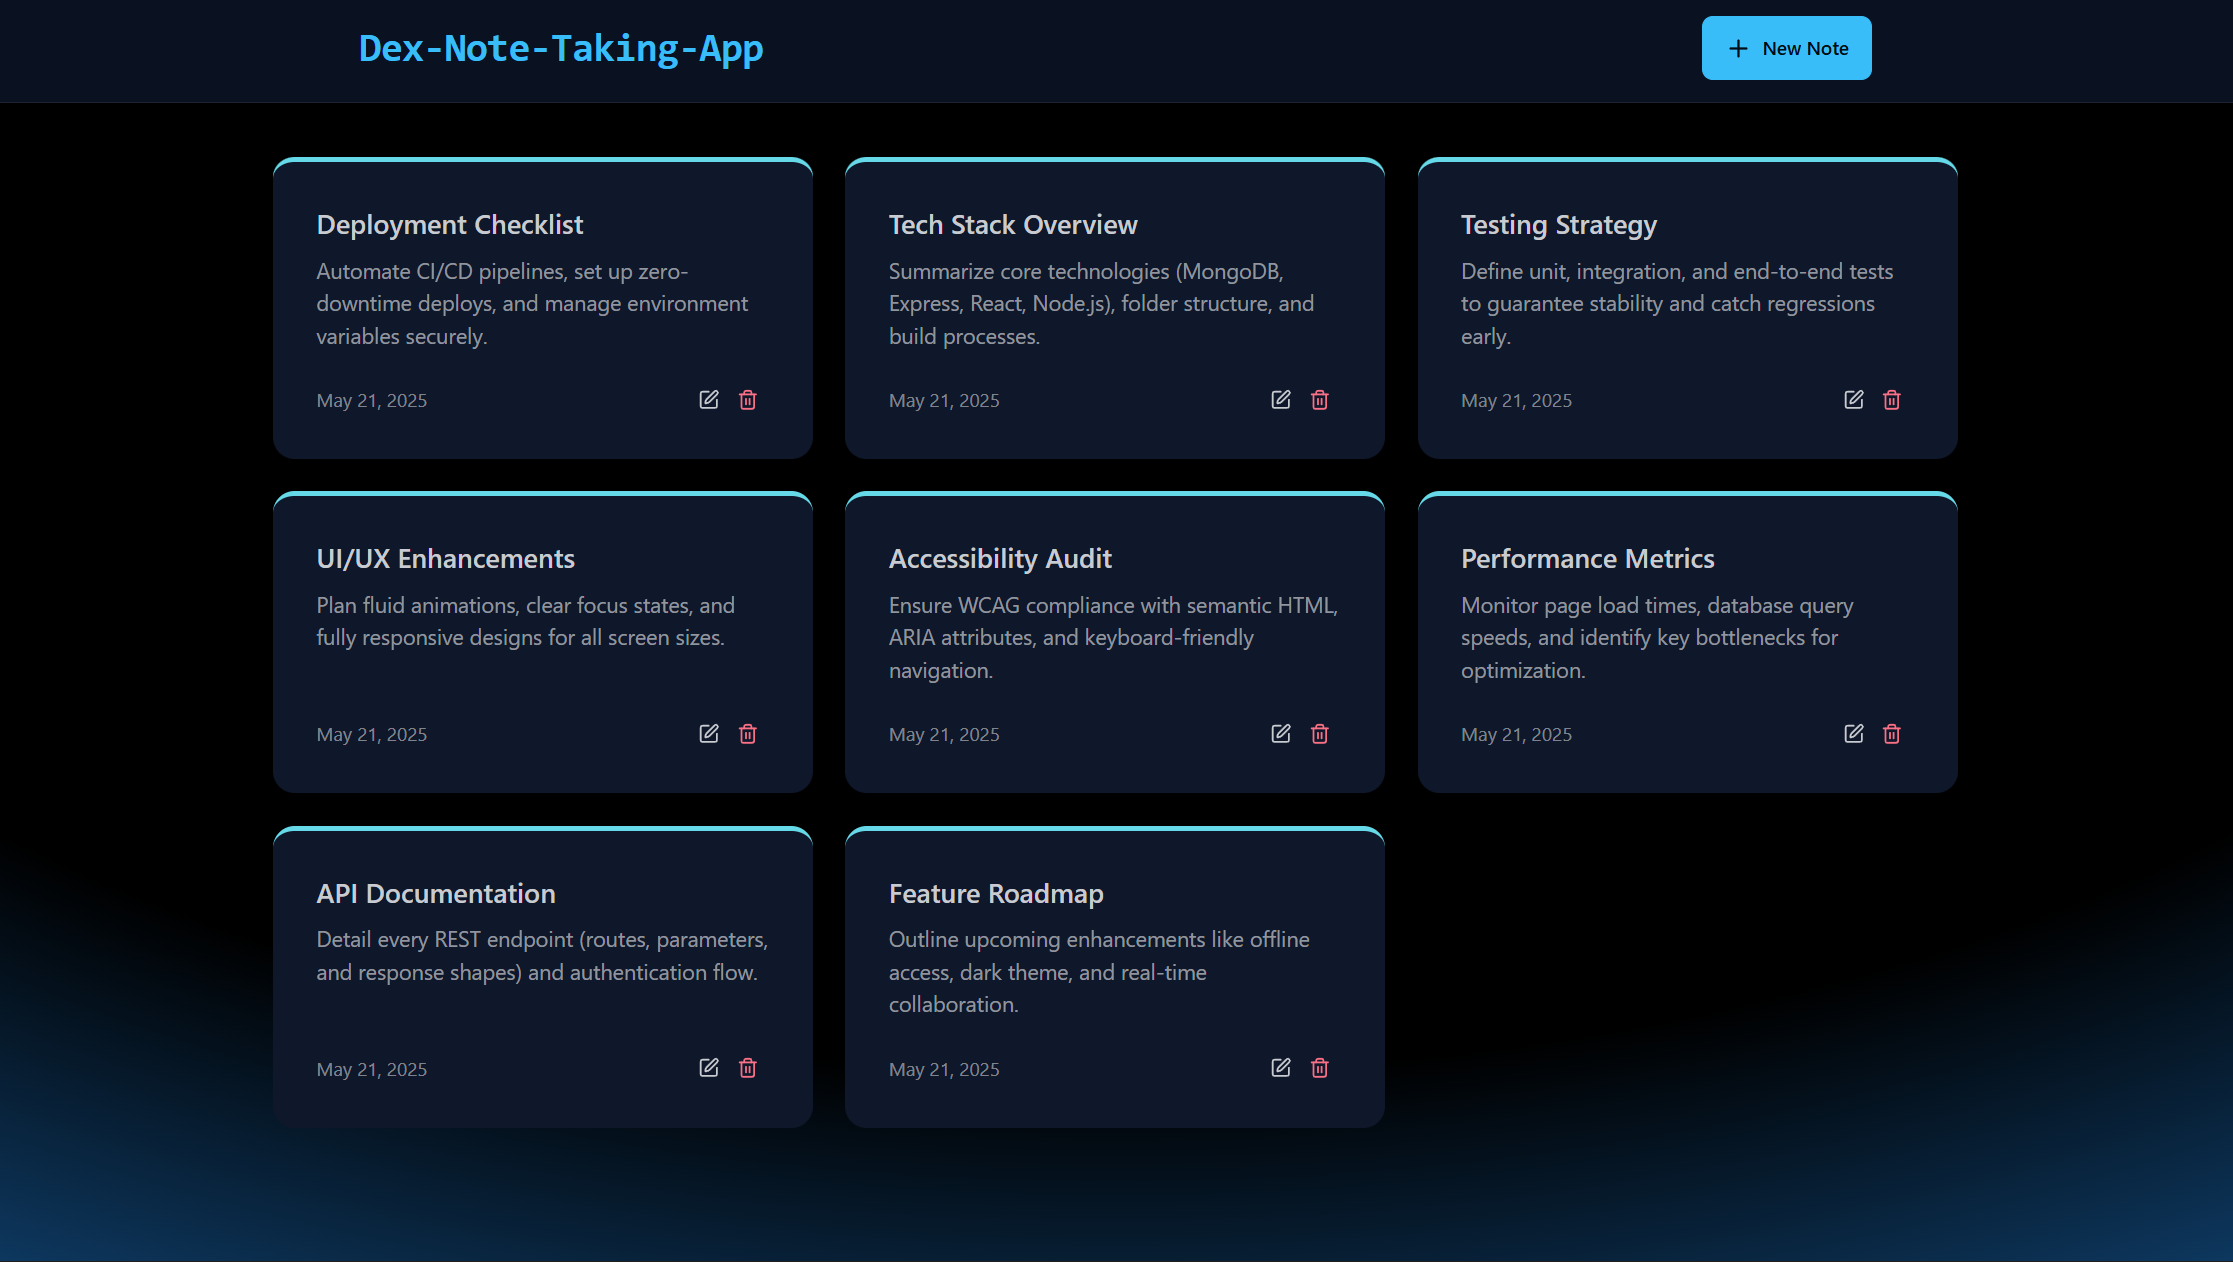 Dex-Note-Taking-App
New Note
Deployment Checklist
Automate CI/CD pipelines, set up zero-
downtime deploys, and manage environment
variables securely.
May 21, 2025
Tech Stack Overview
Summarize core technologies (MongoDB,
Express, React, Node.js), folder structure, and
build processes.
May 21, 2025
Testing Strategy
Define unit, integration, and end-to-end tests
to guarantee stability and catch regressions
early.
May 21, 2025
UI/UX Enhancements
Plan fluid animations, clear focus states, and
fully responsive designs for all screen sizes.
May 21, 2025
Accessibility Audit
Ensure WCAG compliance with semantic HTML,
ARIA attributes, and keyboard-friendly
navigation.
May 21, 2025
Performance Metrics
Monitor page load times, database query
speeds, and identify key bottlenecks for
optimization.
May 21, 2025
API Documentation
Detail every REST endpoint (routes, parameters,
and response shapes) and authentication flow.
May 21, 2025
Feature Roadmap
Outline upcoming enhancements like offline
access, dark theme, and real-time
collaboration.
May 21, 2025